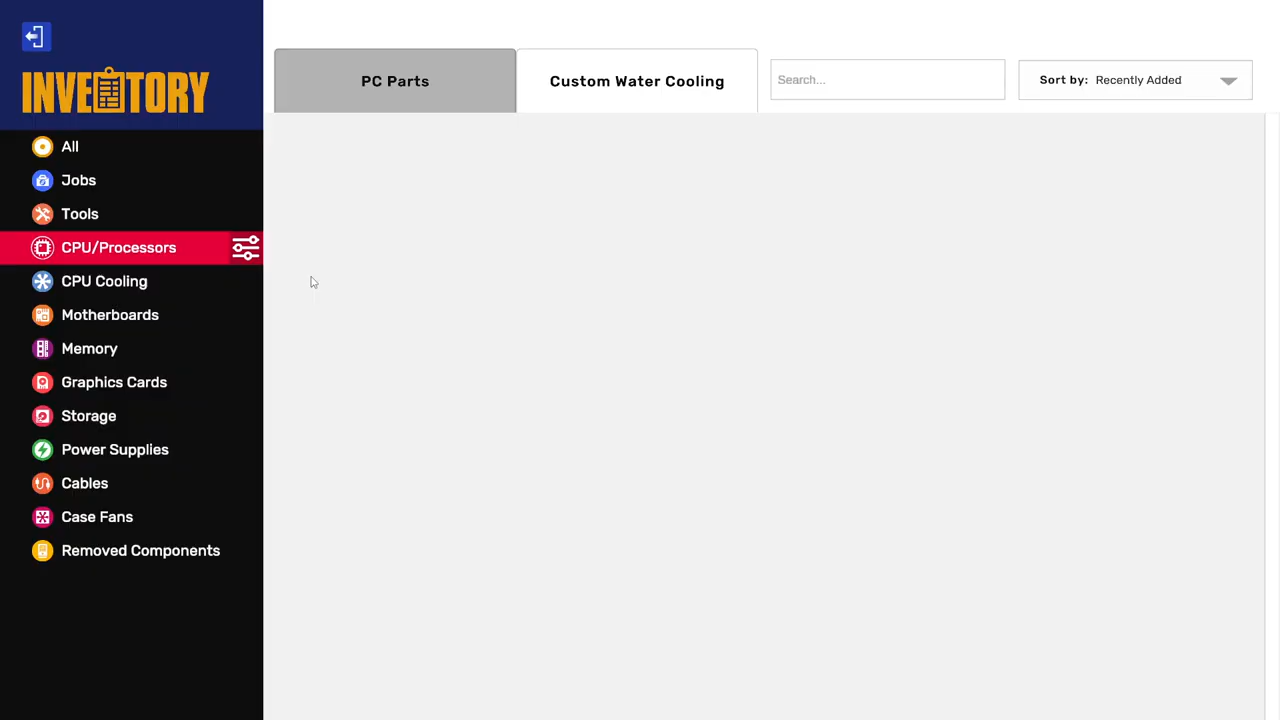 INVENTORY
PC Parts
Custom Water Cooling
Search...
Sort by: Recently Added
All
Jobs
Tools
CPU/Processors
CPU Cooling
Motherboards
Memory
Graphics Cards
Storage
Power Supplies
Cables
Case Fans
Removed Components